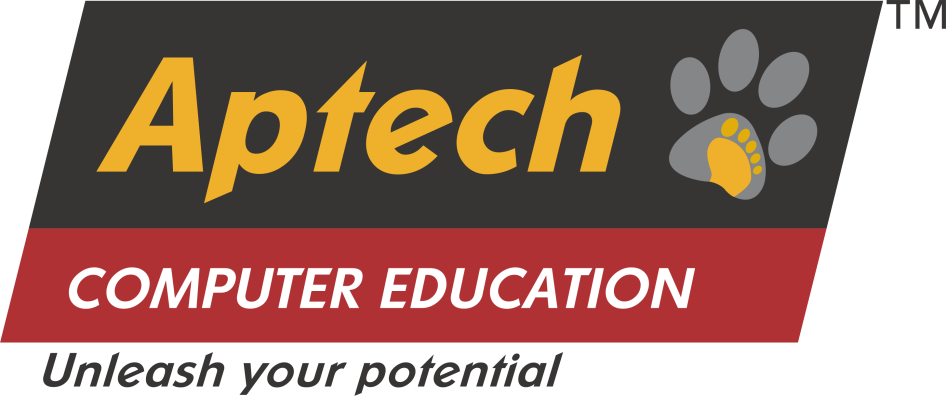 Aptech
TM
COMPUTER EDUCATION
Unleash your potential